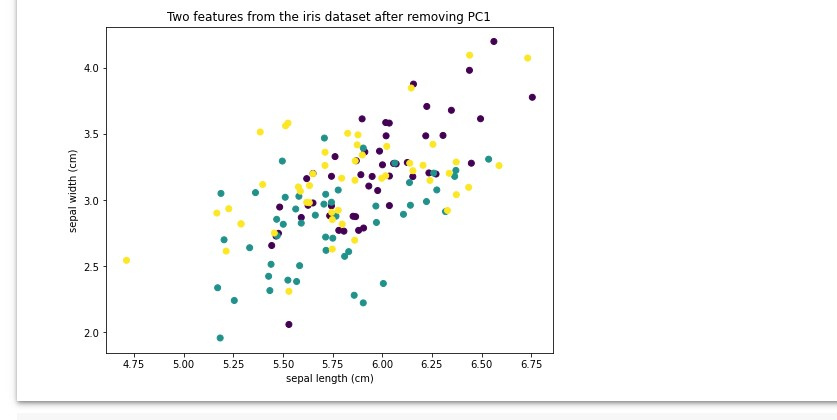 Two features from the iris dataset after removing PC1
4.0
3.5
3.0
2.5
2.0
sepal width (cm)
4.75 5.00 5.25 5.50 5.75 6.00 6.25 6.50 6.75
sepal length (cm)